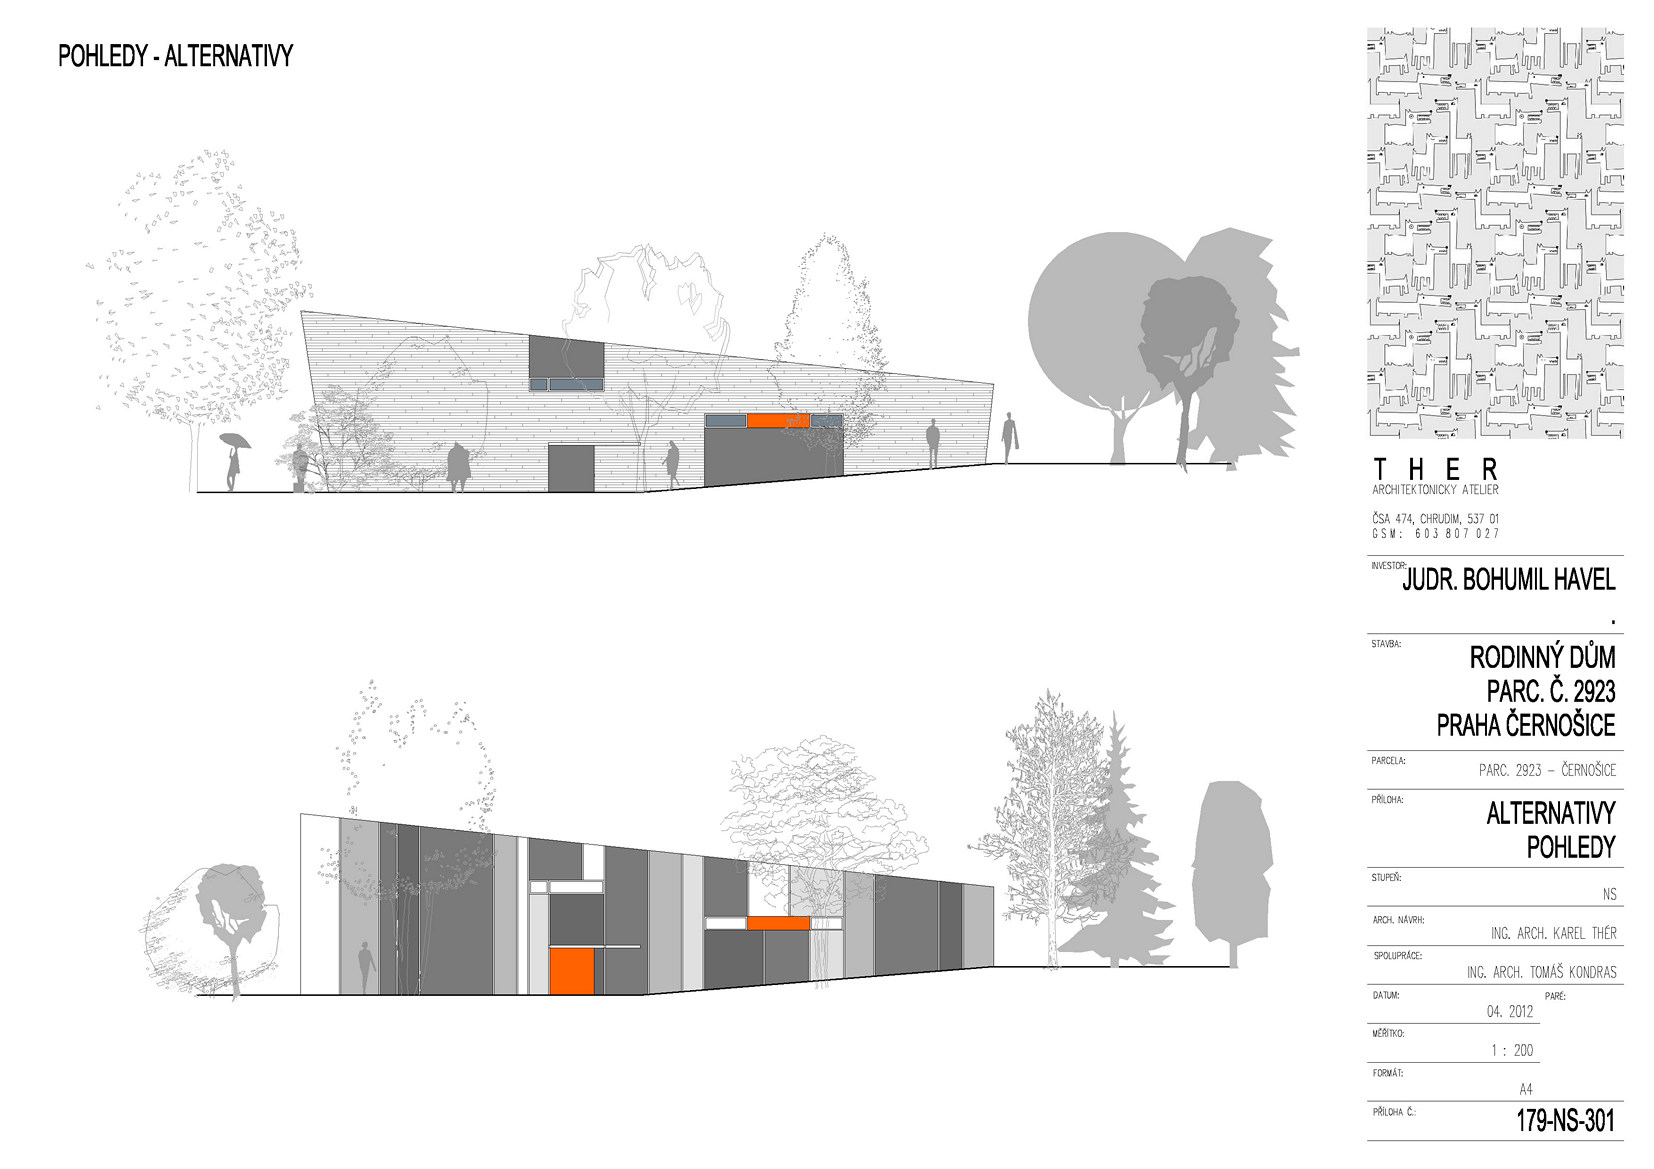 POHLEDY - ALTERNATIVY
THER
ARCHITEKTONICKY ATELIER
ČSA 474, CHRUDIM, 537 01
GSM: 603 807 027
INVESTOR:
JUDR. BOHUMIL HAVEL
.
STAVBA:
RODINNÝ DŮM
PARC. Č. 2923
PRAHA ČERNOŠICE
PARCELA:
PARC. 2923 – ČERNOŠICE
PŘÍLOHA:
ALTERNATIVY
POHLEDY
STUPEŇ:
NS
ARCH. NÁVRH:
ING. ARCH. KAREL THÉR
SPOLUPRÁCE:
ING. ARCH. TOMÁŠ KONDRAS
DATUM:
PARÉ:
04. 2012
MĚŘÍTKO:
1 : 200
FORMÁT:
A4
PŘÍLOHA Č.:
179-NS-301